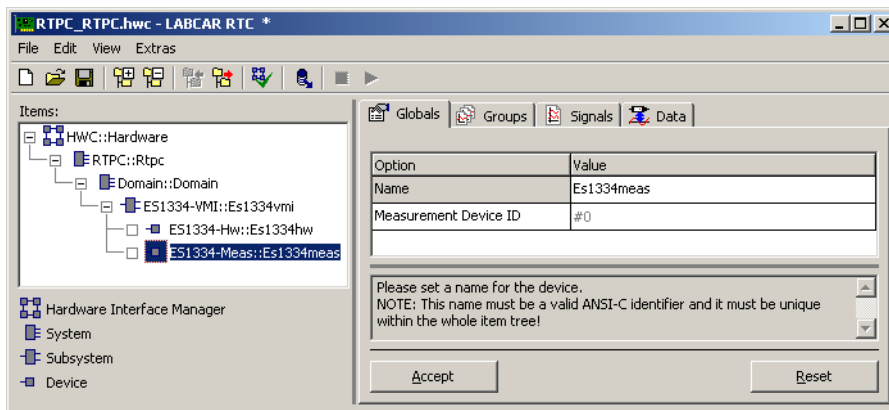 RTPC_RTPC.hwc - LABCAR RTC *
File Edit View Extras
Items:
HWC::Hardware
RTPC::Rtpc
Domain::Domain
ES1334-VMI::Es1334vmi
ES1334-Hw::Es1334hw
ES1334-Meas::Es1334meas
Hardware Interface Manager
System
Subsystem
Device
Globals Groups Signals Data
Option Value
Name Es1334meas
Measurement Device ID #0
Please set a name for the device.
NOTE: This name must be a valid ANSI-C identifier and it must be unique
within the whole item tree!
Accept Reset